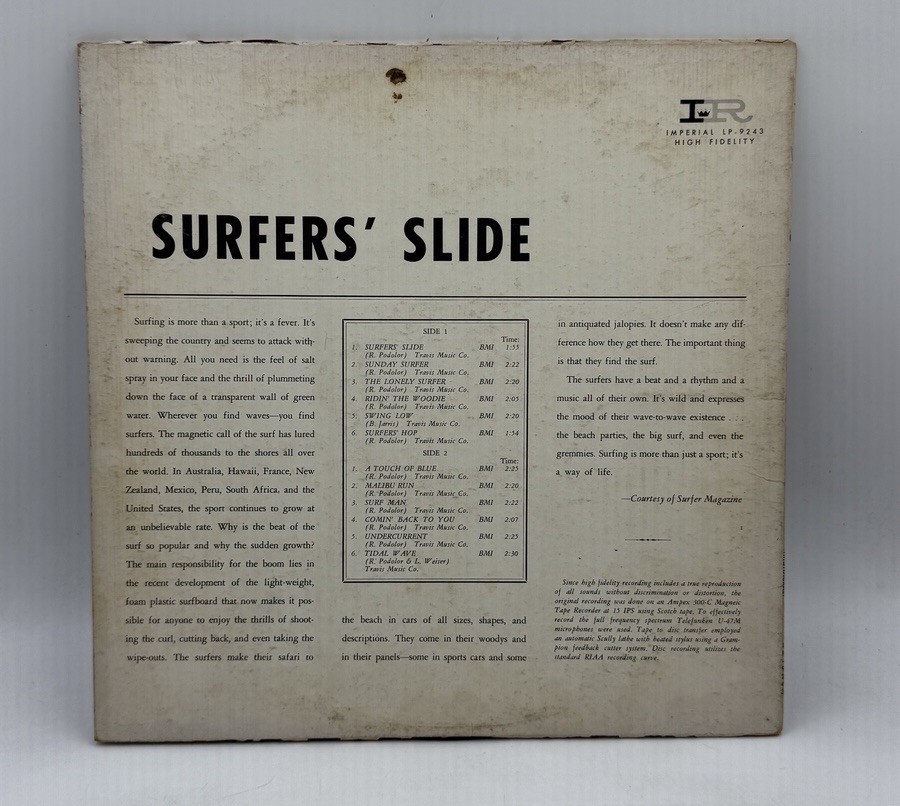 IR
IMPERIAL LP-9243
HIGH FIDELITY
SURFERS' SLIDE
Surfing is more than a sport; it's a fever. It's
sweeping the country and seems to attack with-
out warning. All you need is the feel of salt
spray in your face and the thrill of plummeting
down the face of a transparent wall of green
water. Wherever you find waves—you find
surfers. The magnetic call of the surf has lured
hundreds of thousands to the shores all over
the world. In Australia, Hawaii, France, New
Zealand, Mexico, Peru, South Africa, and the
United States, the sport continues to grow at
an unbelievable rate. Why is the beat of the
surf so popular and why the sudden growth?
The main responsibility for the boom lies in
the recent development of the light-weight,
foam plastic surfboard that now makes it pos-
sible for anyone to enjoy the thrills of shoot-
ing the curl, cutting back, and even taking the
wipe-outs. The surfers make their safari to
SIDE 1
Time:
1. SURFERS' SLIDE BMI 1:55
(R. Podolor) Travis Music Co.
2. SUNDAY SURFER BMI 2:22
(R. Podolor) Travis Music Co.
3. THE LONELY SURFER BMI 2:20
(R. Podolor) Travis Music Co.
4. RIDIN' THE WOODIE BMI 2:05
(R. Podolor) Travis Music Co.
5. SWING LOW BMI 2:20
(B. Jarvis) Travis Music Co.
6. SURFERS' HOP BMI 1:54
(R. Podolor) Travis Music Co.
SIDE 2
Time:
1. A TOUCH OF BLUE BMI 2:25
(R. Podolor) Travis Music Co.
2. MALIBU RUN BMI 2:20
(R. Podolor) Travis Music Co.
3. SURF MAN BMI 2:22
(R. Podolor) Travis Music Co.
4. COMIN' BACK TO YOU BMI 2:07
(R. Podolor) Travis Music Co.
5. UNDERCURRENT BMI 2:25
(R. Podolor) Travis Music Co.
6. TIDAL WAVE BMI 2:30
(R. Podolor & L. Weiser)
Travis Music Co.
the beach in cars of all sizes, shapes, and
descriptions. They come in their woodys and
in their panels—some in sports cars and some
in antiquated jalopies. It doesn't make any dif-
ference how they get there. The important thing
is that they find the surf.
The surfers have a beat and a rhythm and a
music all of their own. It's wild and expresses
the mood of their wave-to-wave existence . . .
the beach parties, the big surf, and even the
gremmies. Surfing is more than just a sport; it's
a way of life.
—Courtesy of Surfer Magazine
Since high fidelity recording includes a true reproduction
of all sounds without discrimination or distortion, the
original recording was done on an Ampex 300-C Magnetic
Tape Recorder at 15 IPS using Scotch tape. To effectively
record the full frequency spectrum Telefunken U-47M
microphones were used. Tape to disc transfer employed
an automatic Scully lathe with heated stylus using a Gram-
pion feedback cutter system. Disc recording utilizes the
standard RIAA recording curve.